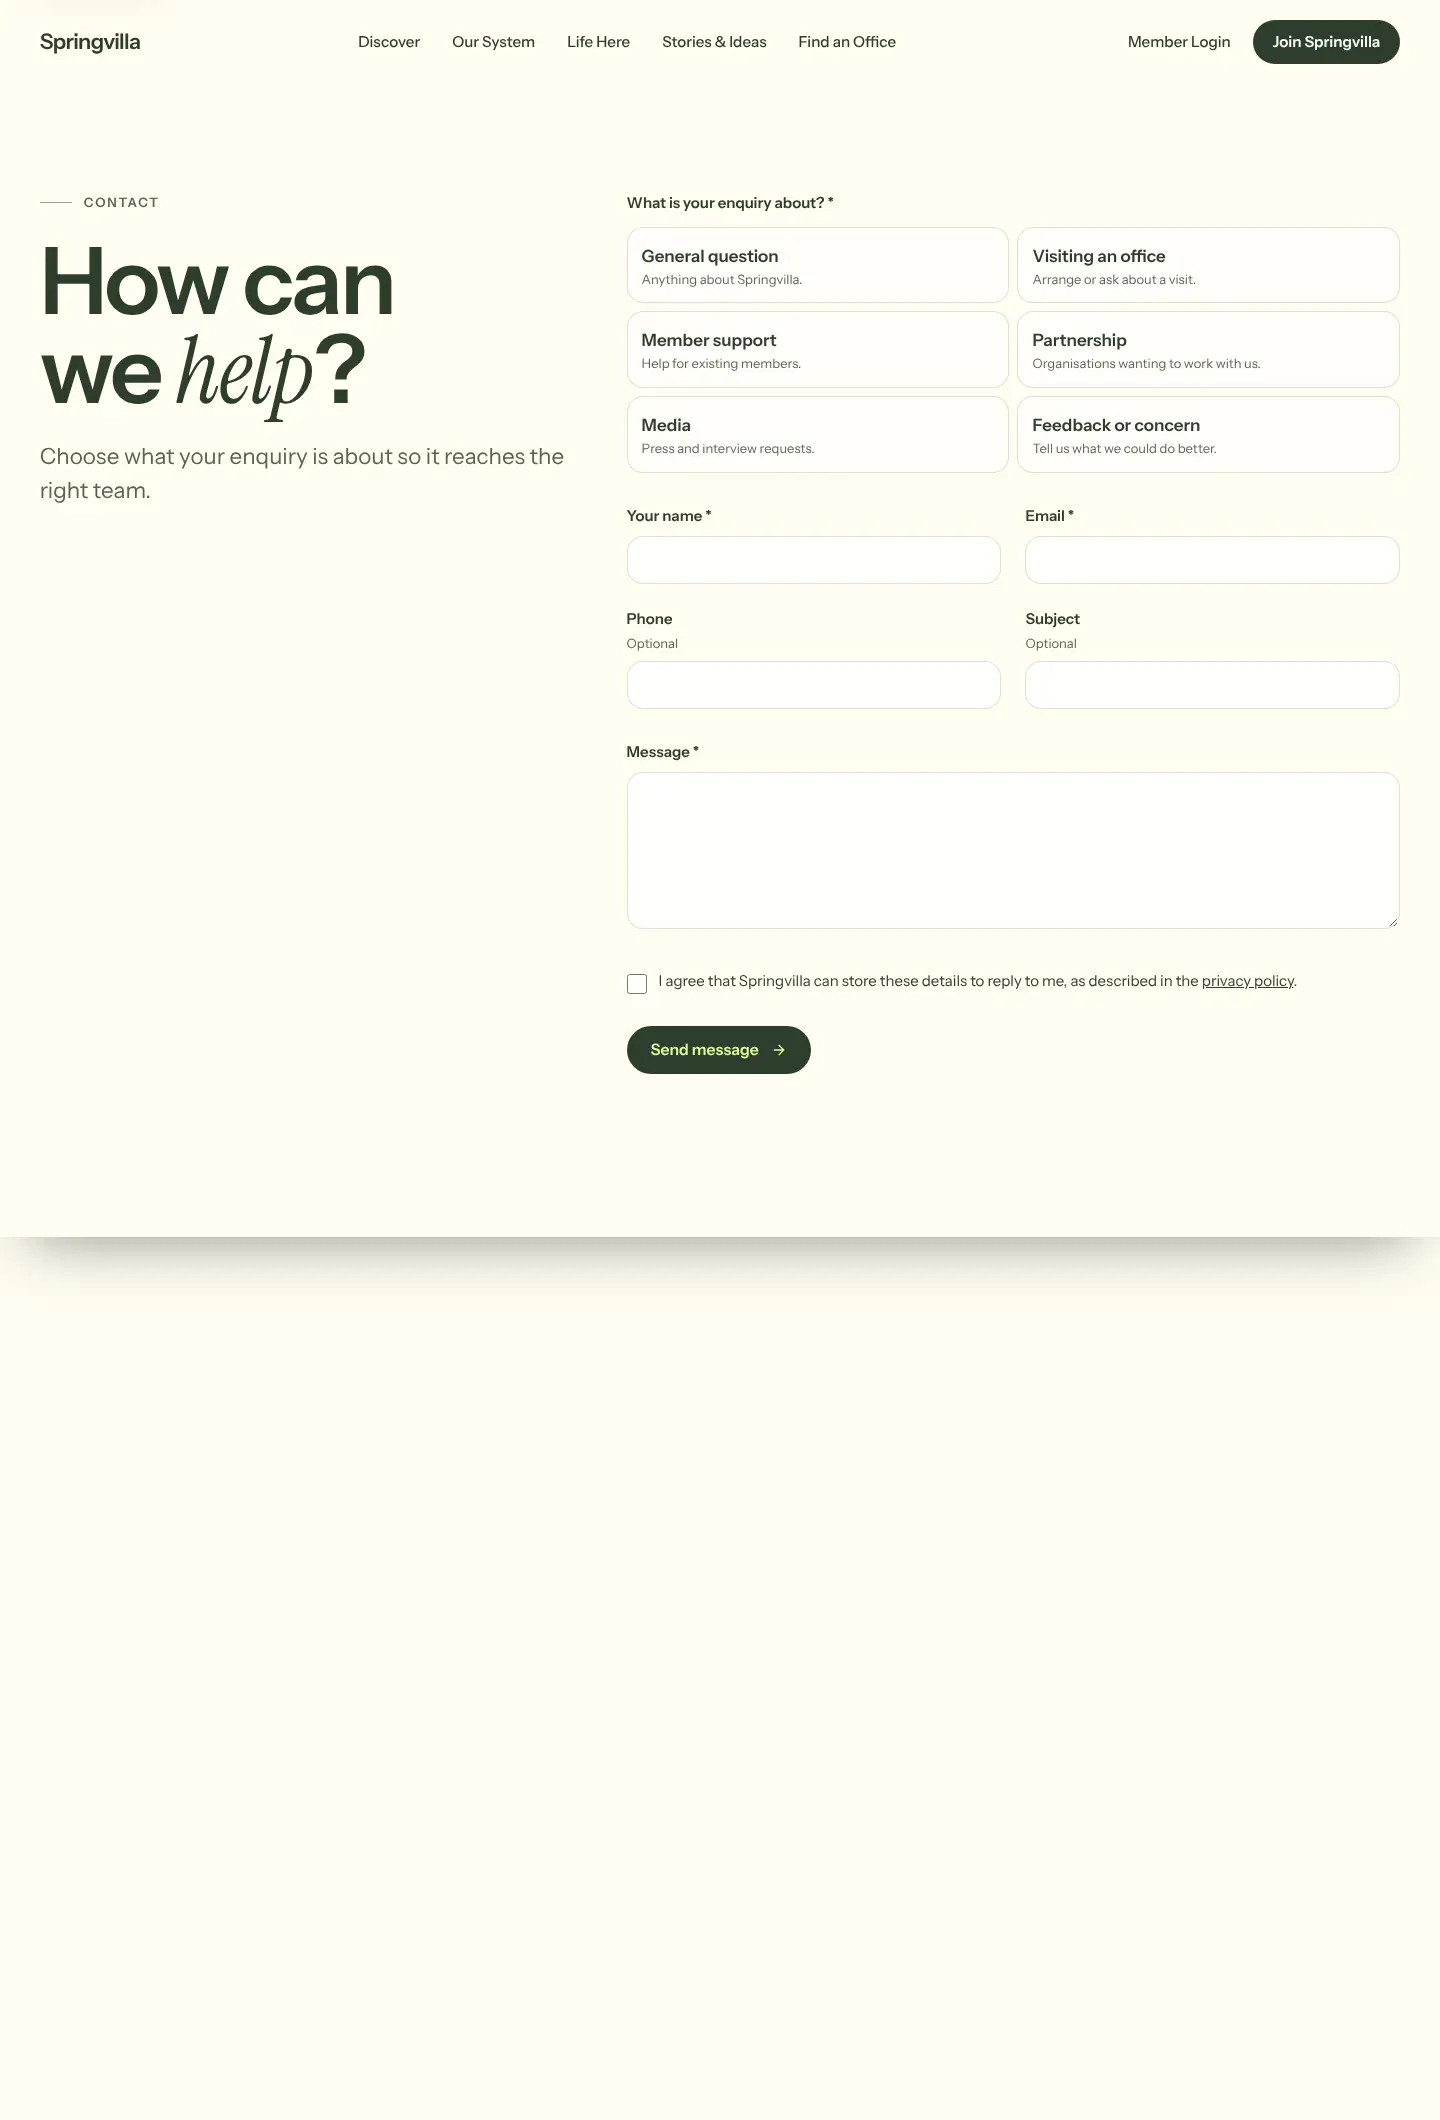 Springvilla
Discover
Our System
Life Here
Stories & Ideas
Find an Office
Member Login
Join Springvilla
CONTACT
How can
we help?
Choose what your enquiry is about so it reaches the
right team.
What is your enquiry about? *
General question
Anything about Springvilla.
Visiting an office
Arrange or ask about a visit.
Member support
Help for existing members.
Partnership
Organisations wanting to work with us.
Media
Press and interview requests.
Feedback or concern
Tell us what we could do better.
Your name *
Email *
Phone
Optional
Subject
Optional
Message *
I agree that Springvilla can store these details to reply to me, as described in the privacy policy.
Send message →